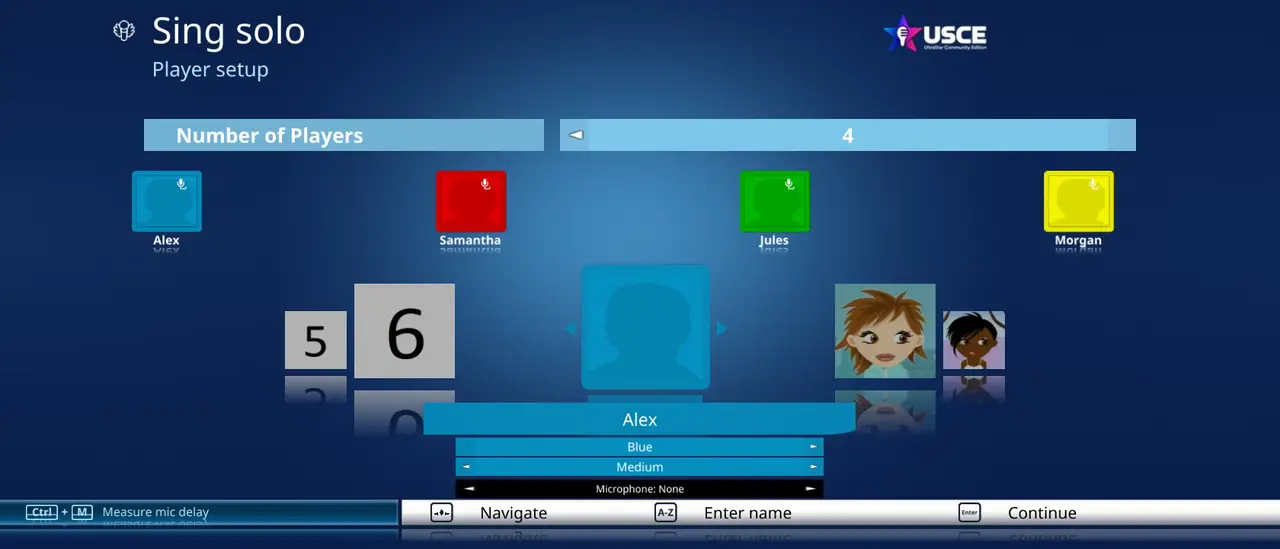 Sing solo
Player setup
USCE
UltraStar Community Edition
Number of Players
4
Alex
Samantha
Jules
Morgan
5
6
Alex
Blue
Medium
Microphone: None
Ctrl + M Measure mic delay
Navigate
A-Z Enter name
Enter Continue